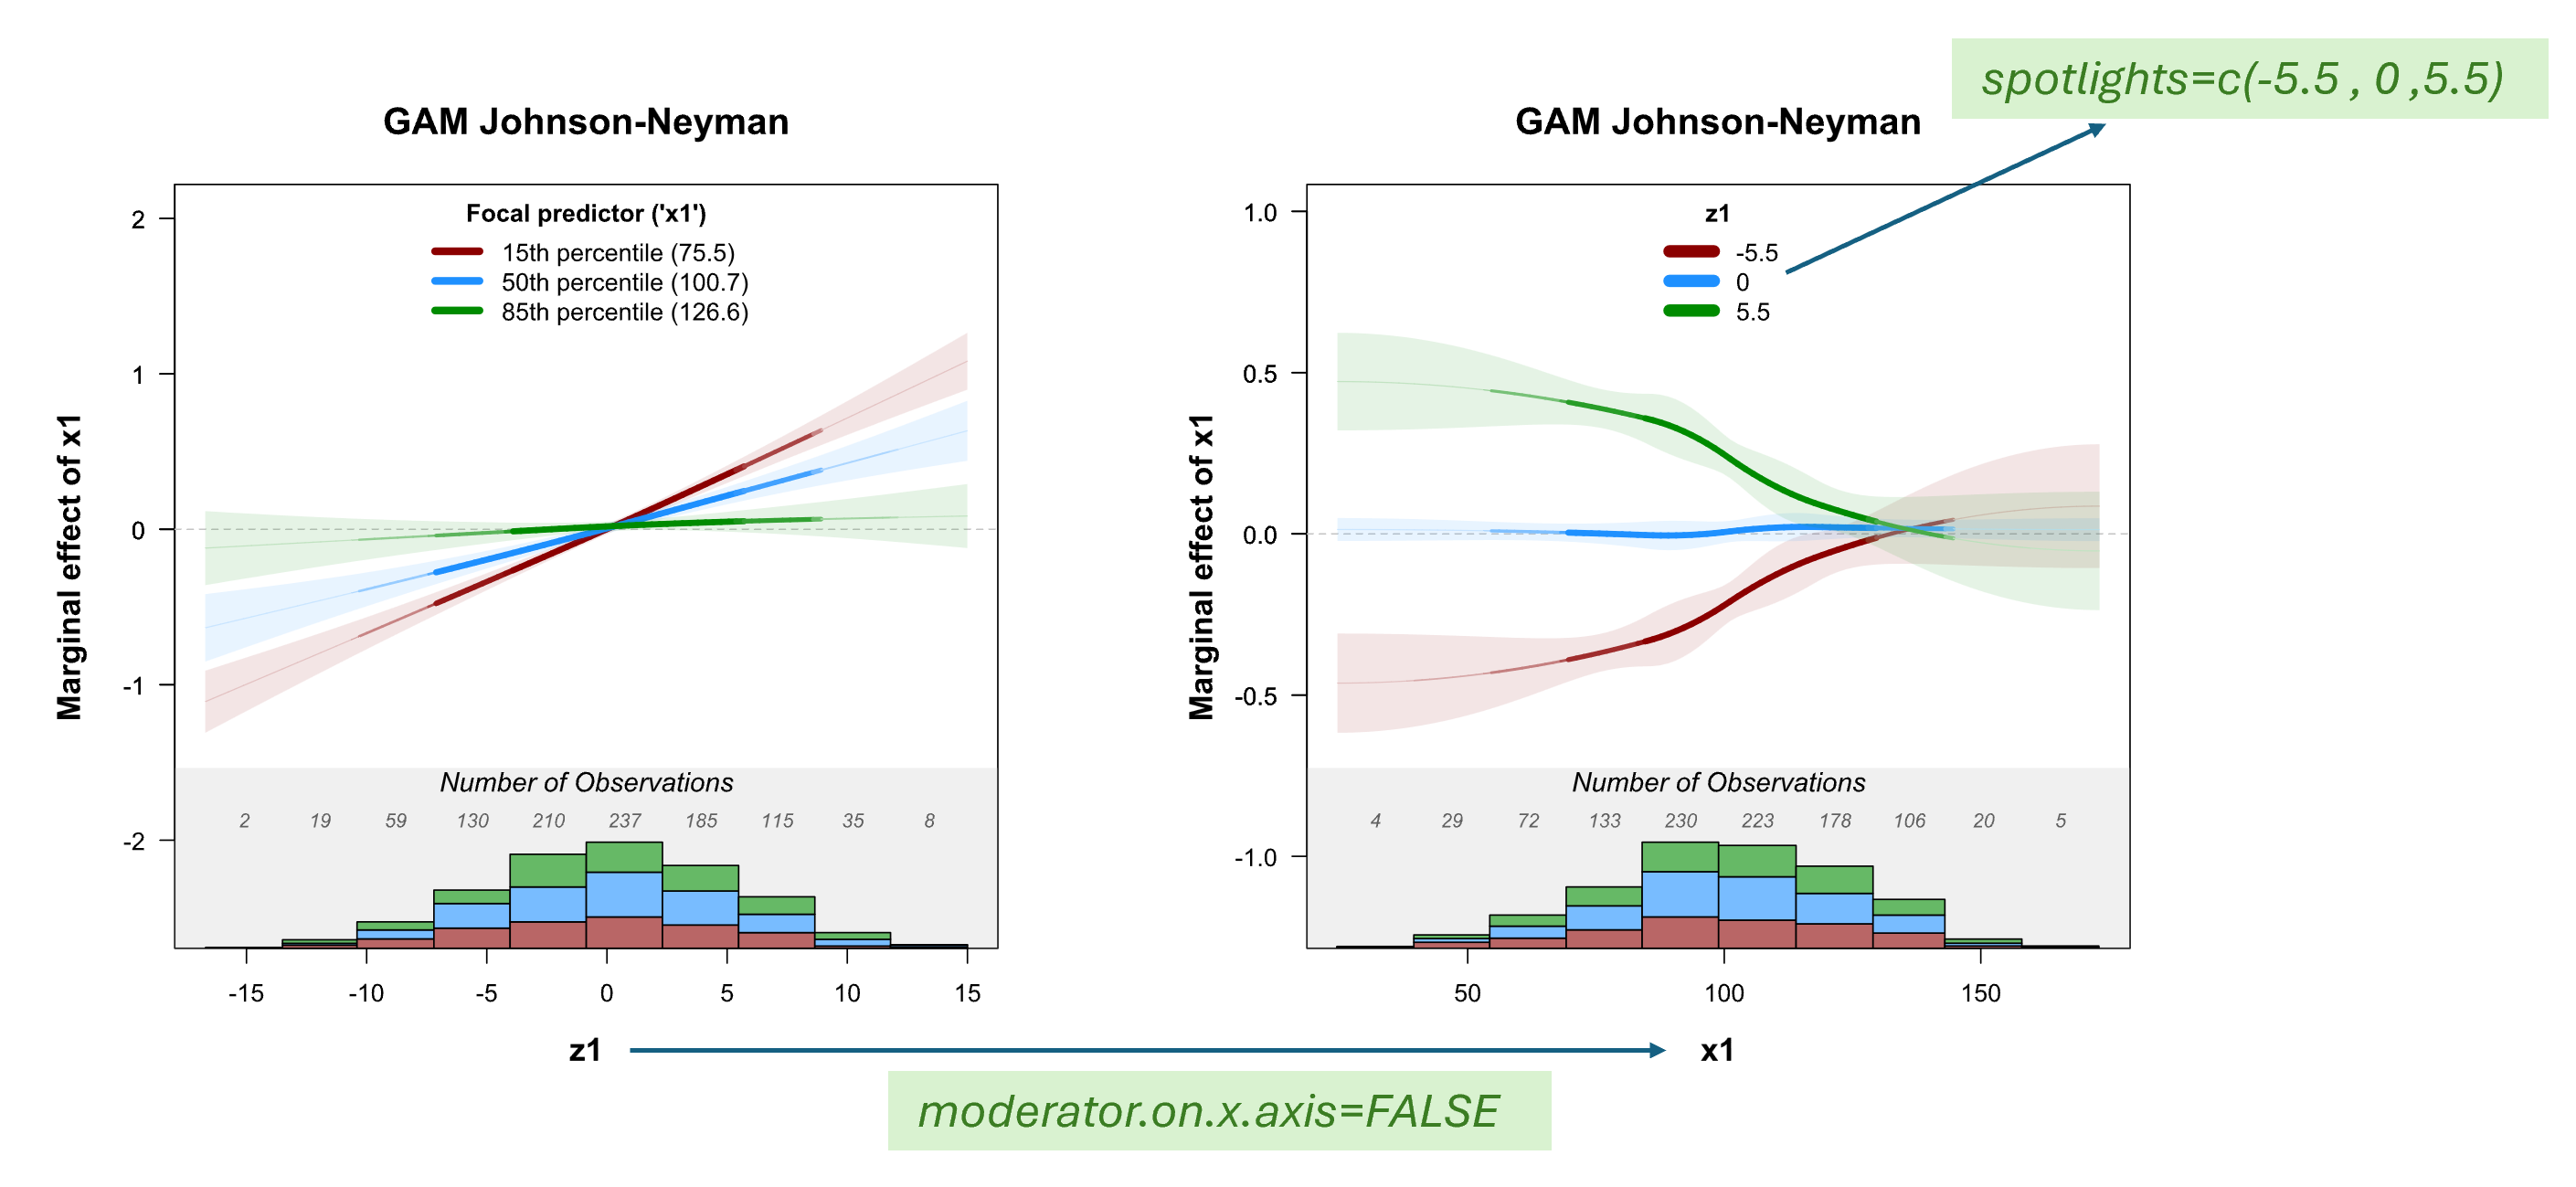 spotlights=c(-5.5 , 0 ,5.5)
GAM Johnson-Neyman
Marginal effect of x1
2
1
0
-1
-2
Focal predictor ('x1')
15th percentile (75.5)
50th percentile (100.7)
85th percentile (126.6)
Number of Observations
2 19 59 130 210 237 185 115 35 8
-15 -10 -5 0 5 10 15
z1
GAM Johnson-Neyman
Marginal effect of x1
1.0
0.5
0.0
-0.5
-1.0
z1
-5.5
0
5.5
Number of Observations
4 29 72 133 230 223 178 106 20 5
50 100 150
x1
moderator.on.x.axis=FALSE